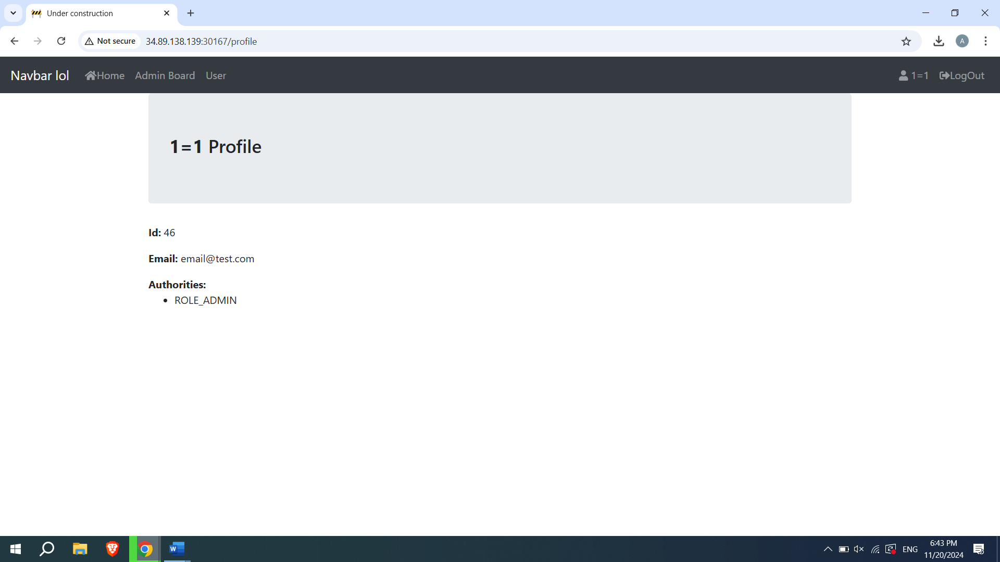 Under construction
Not secure
34.89.138.139:30167/profile
A
Navbar lol
Home
Admin Board
User
1=1
LogOut
1=1 Profile
Id: 46
Email: email@test.com
Authorities:
ROLE_ADMIN
W
ENG
6:43 PM
11/20/2024